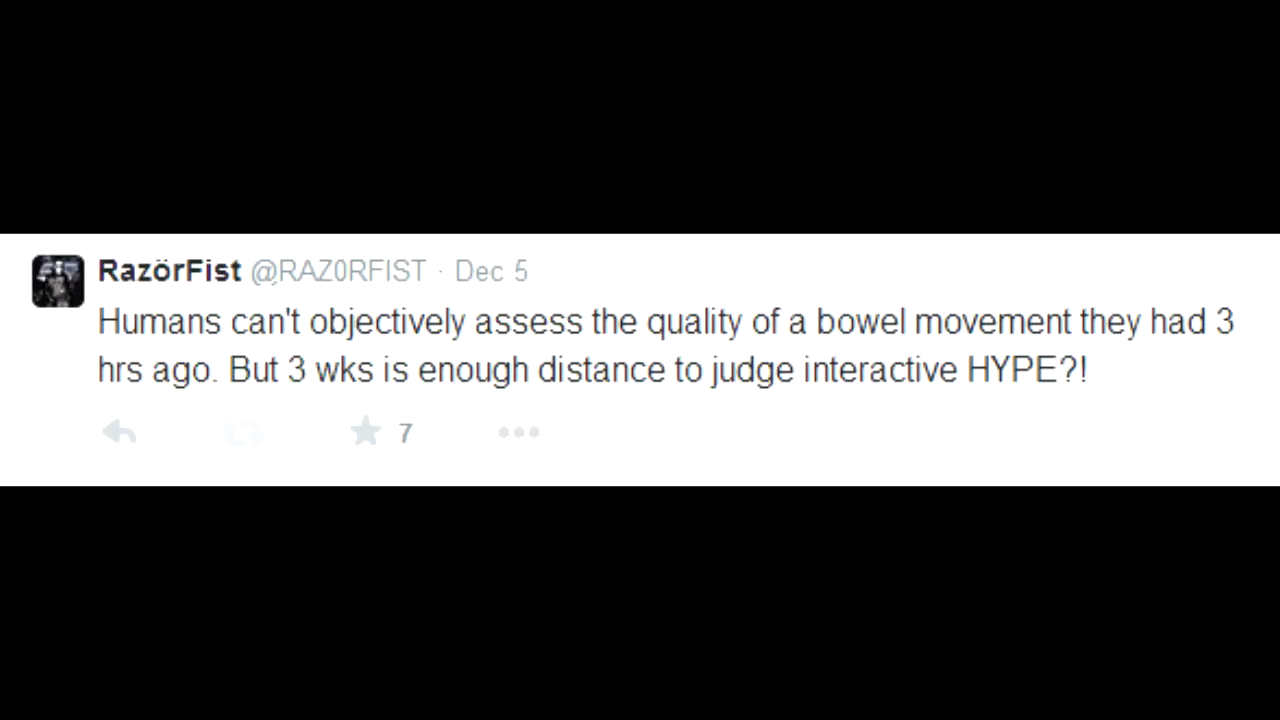 RazörFist @RAZ0RFIST · Dec 5
Humans can't objectively assess the quality of a bowel movement they had 3
hrs ago. But 3 wks is enough distance to judge interactive HYPE?!
7